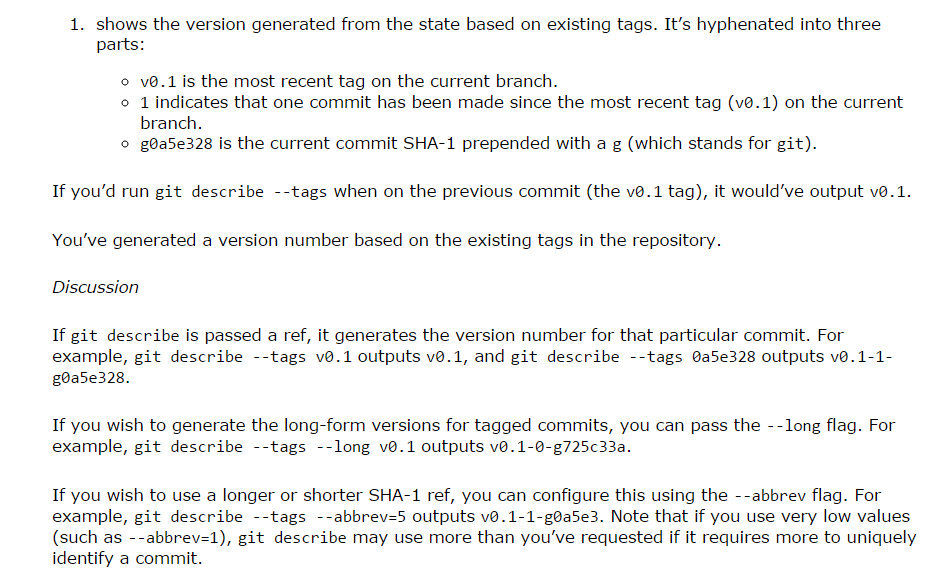 1. shows the version generated from the state based on existing tags. It’s hyphenated into three
parts:
v0.1 is the most recent tag on the current branch.
1 indicates that one commit has been made since the most recent tag (v0.1) on the current
branch.
g0a5e328 is the current commit SHA-1 prepended with a g (which stands for git).
If you’d run git describe --tags when on the previous commit (the v0.1 tag), it would’ve output v0.1.
You’ve generated a version number based on the existing tags in the repository.
Discussion
If git describe is passed a ref, it generates the version number for that particular commit. For
example, git describe --tags v0.1 outputs v0.1, and git describe --tags 0a5e328 outputs v0.1-1-
g0a5e328.
If you wish to generate the long-form versions for tagged commits, you can pass the --long flag. For
example, git describe --tags --long v0.1 outputs v0.1-0-g725c33a.
If you wish to use a longer or shorter SHA-1 ref, you can configure this using the --abbrev flag. For
example, git describe --tags --abbrev=5 outputs v0.1-1-g0a5e3. Note that if you use very low values
(such as --abbrev=1), git describe may use more than you’ve requested if it requires more to uniquely
identify a commit.